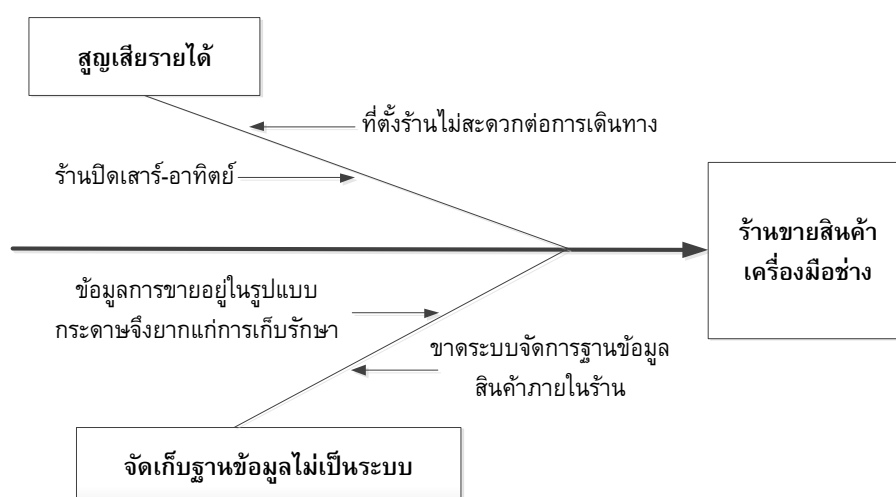 สูญเสียรายได้
ที่ตั้งร้านไม่สะดวกต่อการเดินทาง
ร้านปิดเสาร์-อาทิตย์
ร้านขายสินค้า
เครื่องมือช่าง
ข้อมูลการขายอยู่ในรูปแบบ
กระดาษจึงยากแก่การเก็บรักษา
ขาดระบบจัดการฐานข้อมูล
สินค้าภายในร้าน
จัดเก็บฐานข้อมูลไม่เป็นระบบ